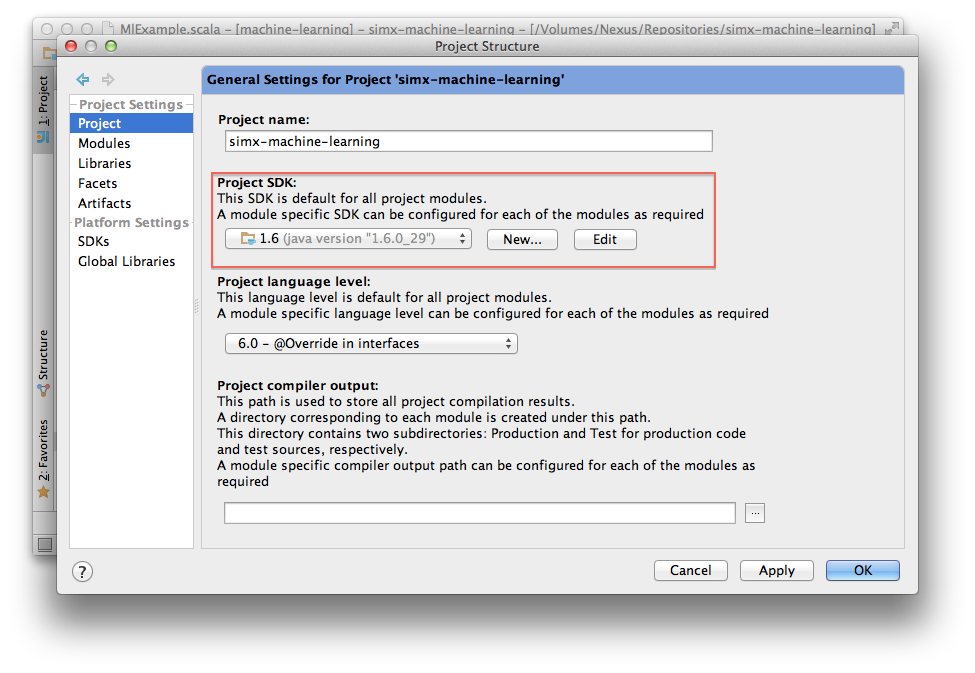 MlExample.scala – [machine-learning] – simx-machine-learning – [/Volumes/Nexus/Repositories/simx-machine-learning]
Project Structure
1: Project
Structure
2: Favorites
Project Settings
Project
Modules
Libraries
Facets
Artifacts
Platform Settings
SDKs
Global Libraries
General Settings for Project 'simx-machine-learning'
Project name:
simx-machine-learning
Project SDK:
This SDK is default for all project modules.
A module specific SDK can be configured for each of the modules as required
1.6 (java version "1.6.0_29") New... Edit
Project language level:
This language level is default for all project modules.
A module specific language level can be configured for each of the modules as required
6.0 – @Override in interfaces
Project compiler output:
This path is used to store all project compilation results.
A directory corresponding to each module is created under this path.
This directory contains two subdirectories: Production and Test for production code
and test sources, respectively.
A module specific compiler output path can be configured for each of the modules as
required
...
? Cancel Apply OK